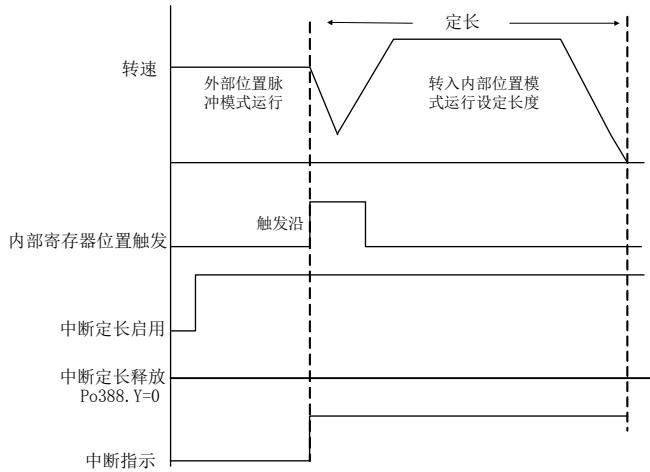 定长
转速
外部位置脉
冲模式运行
转入内部位置模
式运行设定长度
触发沿
内部寄存器位置触发
中断定长启用
中断定长释放
Po388.Y=0
中断指示